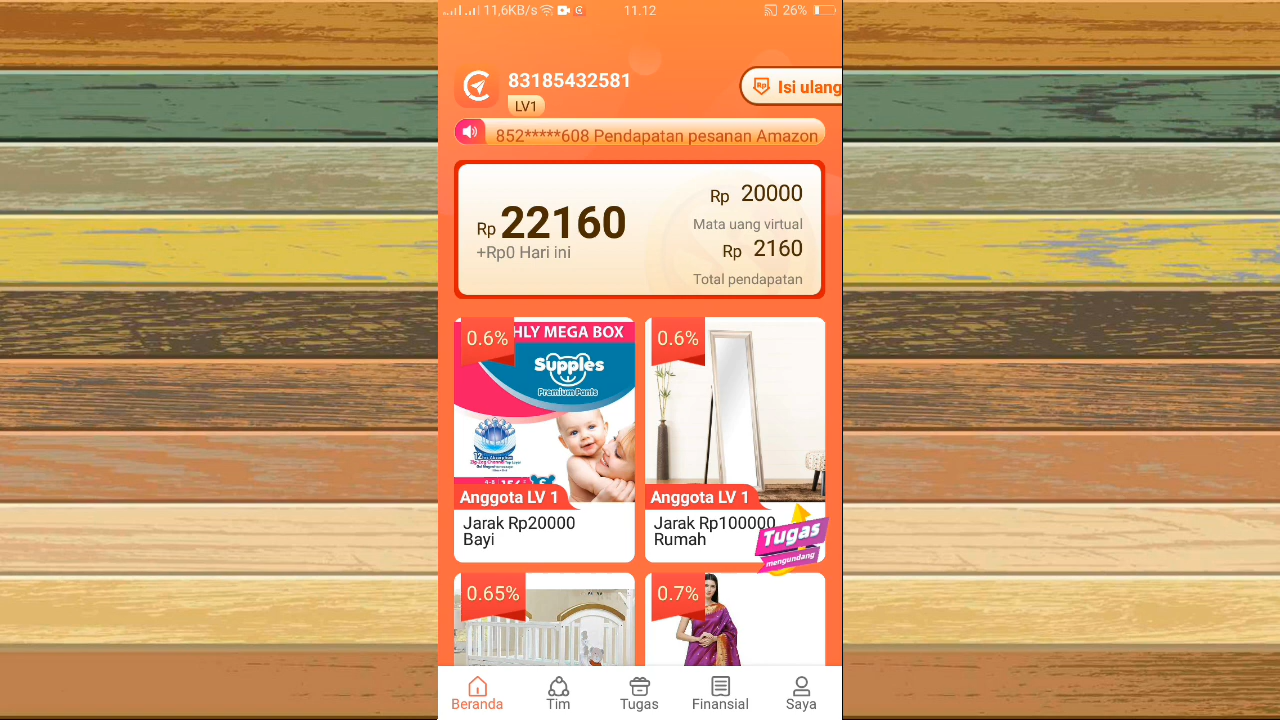 11,6KB/s 11.12 26%
83185432581
Isi ulang
LV1
852*****608 Pendapatan pesanan Amazon
Rp 20000
Rp 22160
Mata uang virtual
+Rp0 Hari ini
Rp 2160
Total pendapatan
0.6%
HLY MEGA BOX
Supples
Premium Pants
12
Anggota LV 1
Jarak Rp20000
Bayi
0.6%
Anggota LV 1
Jarak Rp100000
Rumah
Tugas
mengundang
0.65%
0.7%
Beranda
Tim
Tugas
Finansial
Saya